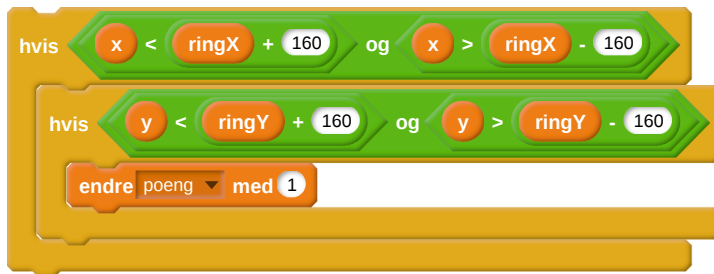 hvis x < ringX + 160 og x > ringX - 160
hvis y < ringY + 160 og y > ringY - 160
endre poeng med 1